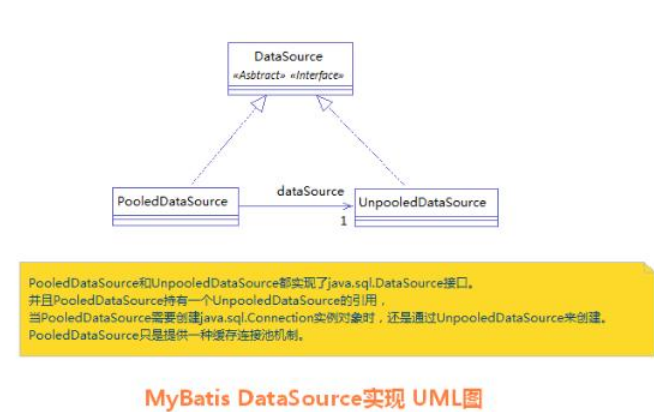 DataSource
«Asbtract» «Interface»
dataSource
PooledDataSource
UnpooledDataSource
1
PooledDataSource和UnpooledDataSource都实现了java.sql.DataSource接口。
并且PooledDataSource持有一个UnpooledDataSource的引用，
当PooledDataSource需要创建java.sql.Connection实例对象时，还是通过UnpooledDataSource来创建。
PooledDataSource只是提供一种缓存连接池机制。
MyBatis DataSource实现 UML图